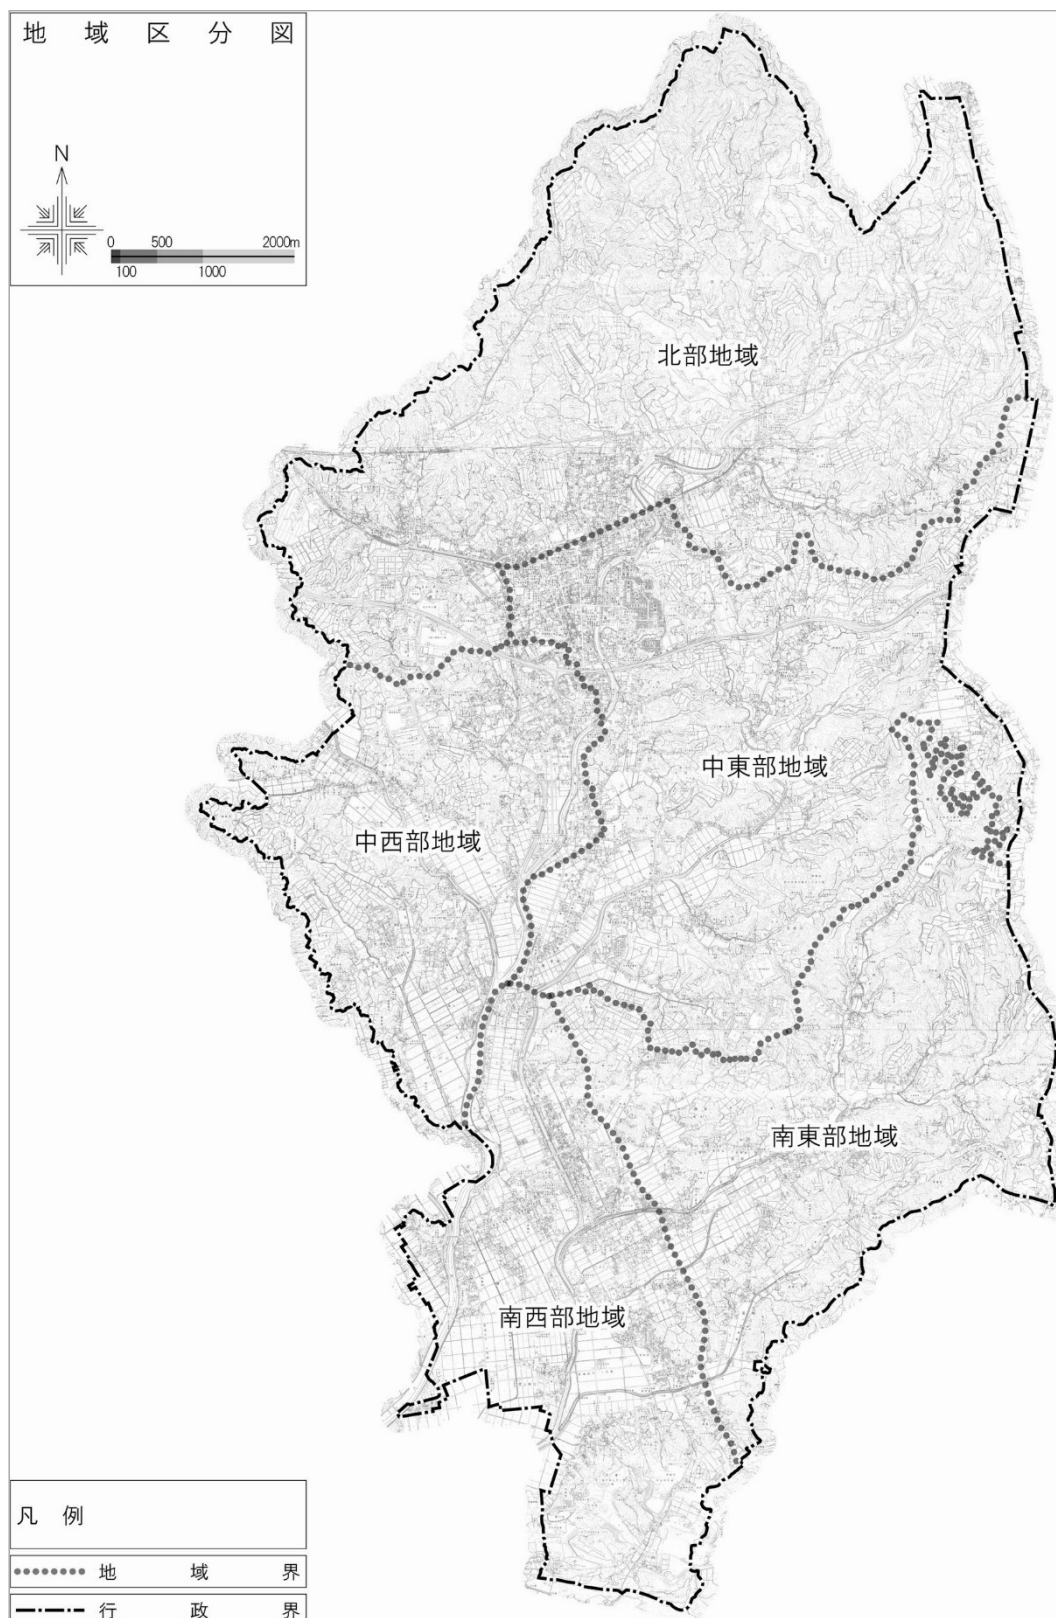 地域区分図
N
0 500 2000m
100 1000
北部地域
中東部地域
中西部地域
南東部地域
南西部地域
凡例
地域界
行政界